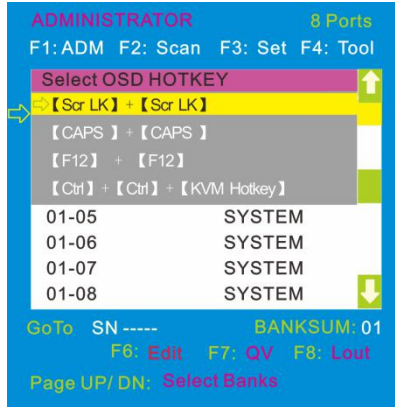 ADMINISTRATOR 8 Ports
F1: ADM F2: Scan F3: Set F4: Tool
Select OSD HOTKEY
【Scr LK】+【Scr LK】
【CAPS 】+【CAPS 】
【F12】 + 【F12】
【Ctrl】+【Ctrl】+【KVM Hotkey】
01-05 SYSTEM
01-06 SYSTEM
01-07 SYSTEM
01-08 SYSTEM
GoTo SN ----- BANKSUM: 01
F6: Edit F7: QV F8: Lout
Page UP/ DN: Select Banks